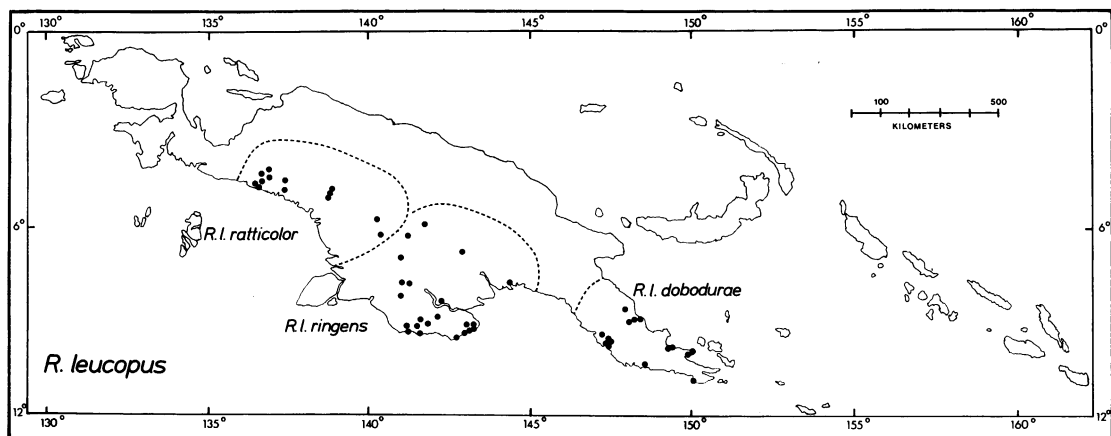 130° 135° 140° 145° 150° 155° 160°
0° 0°
100 500
KILOMETERS
6° 6°
R.l. ratticolor
R.l. dobodurae
R.l. ringens
R. leucopus
12° 12°
130° 135° 140° 145° 150° 155° 160°